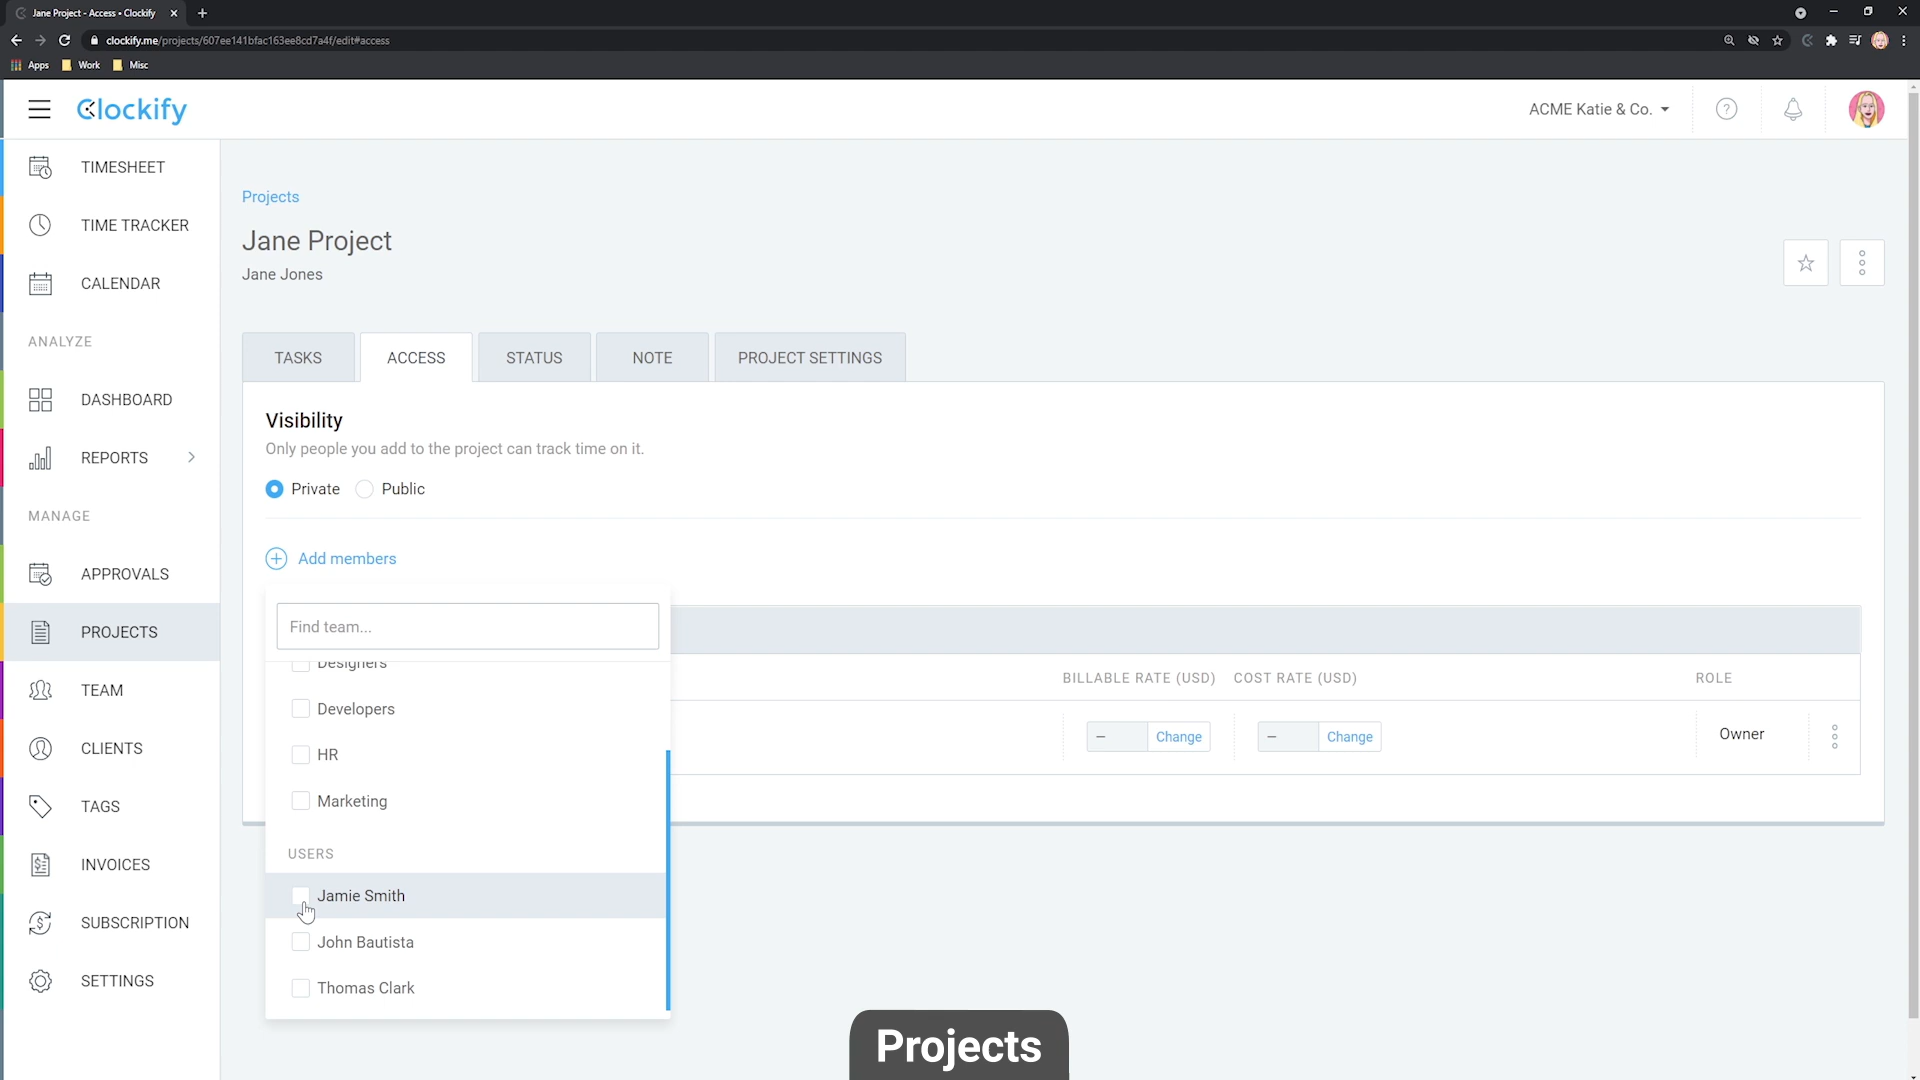 Jane Project - Access • Clockify
clockify.me/projects/607ee141bfac163ee8cd7a4f/edit#access
Apps Work Misc
Clockify
ACME Katie & Co.
TIMESHEET
TIME TRACKER
CALENDAR
ANALYZE
DASHBOARD
REPORTS
MANAGE
APPROVALS
PROJECTS
TEAM
CLIENTS
TAGS
INVOICES
SUBSCRIPTION
SETTINGS
Projects
Jane Project
Jane Jones
TASKS ACCESS STATUS NOTE PROJECT SETTINGS
Visibility
Only people you add to the project can track time on it.
Private Public
Add members
Find team...
Designers
Developers
HR
Marketing
USERS
Jamie Smith
John Bautista
Thomas Clark
BILLABLE RATE (USD) COST RATE (USD) ROLE
– Change – Change Owner
Projects